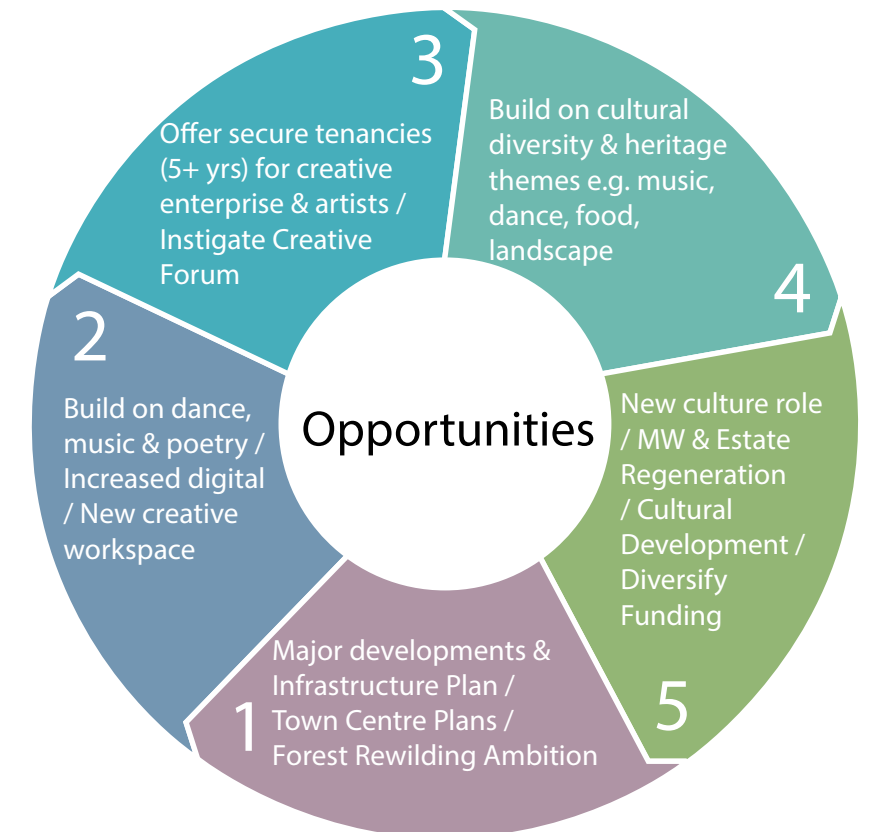 Opportunities
1
Major developments &
Infrastructure Plan /
Town Centre Plans /
Forest Rewilding Ambition
2
Build on dance,
music & poetry /
Increased digital
/ New creative
workspace
3
Offer secure tenancies
(5+ yrs) for creative
enterprise & artists /
Instigate Creative
Forum
4
Build on cultural
diversity & heritage
themes e.g. music,
dance, food,
landscape
5
New culture role
/ MW & Estate
Regeneration
/ Cultural
Development /
Diversify
Funding